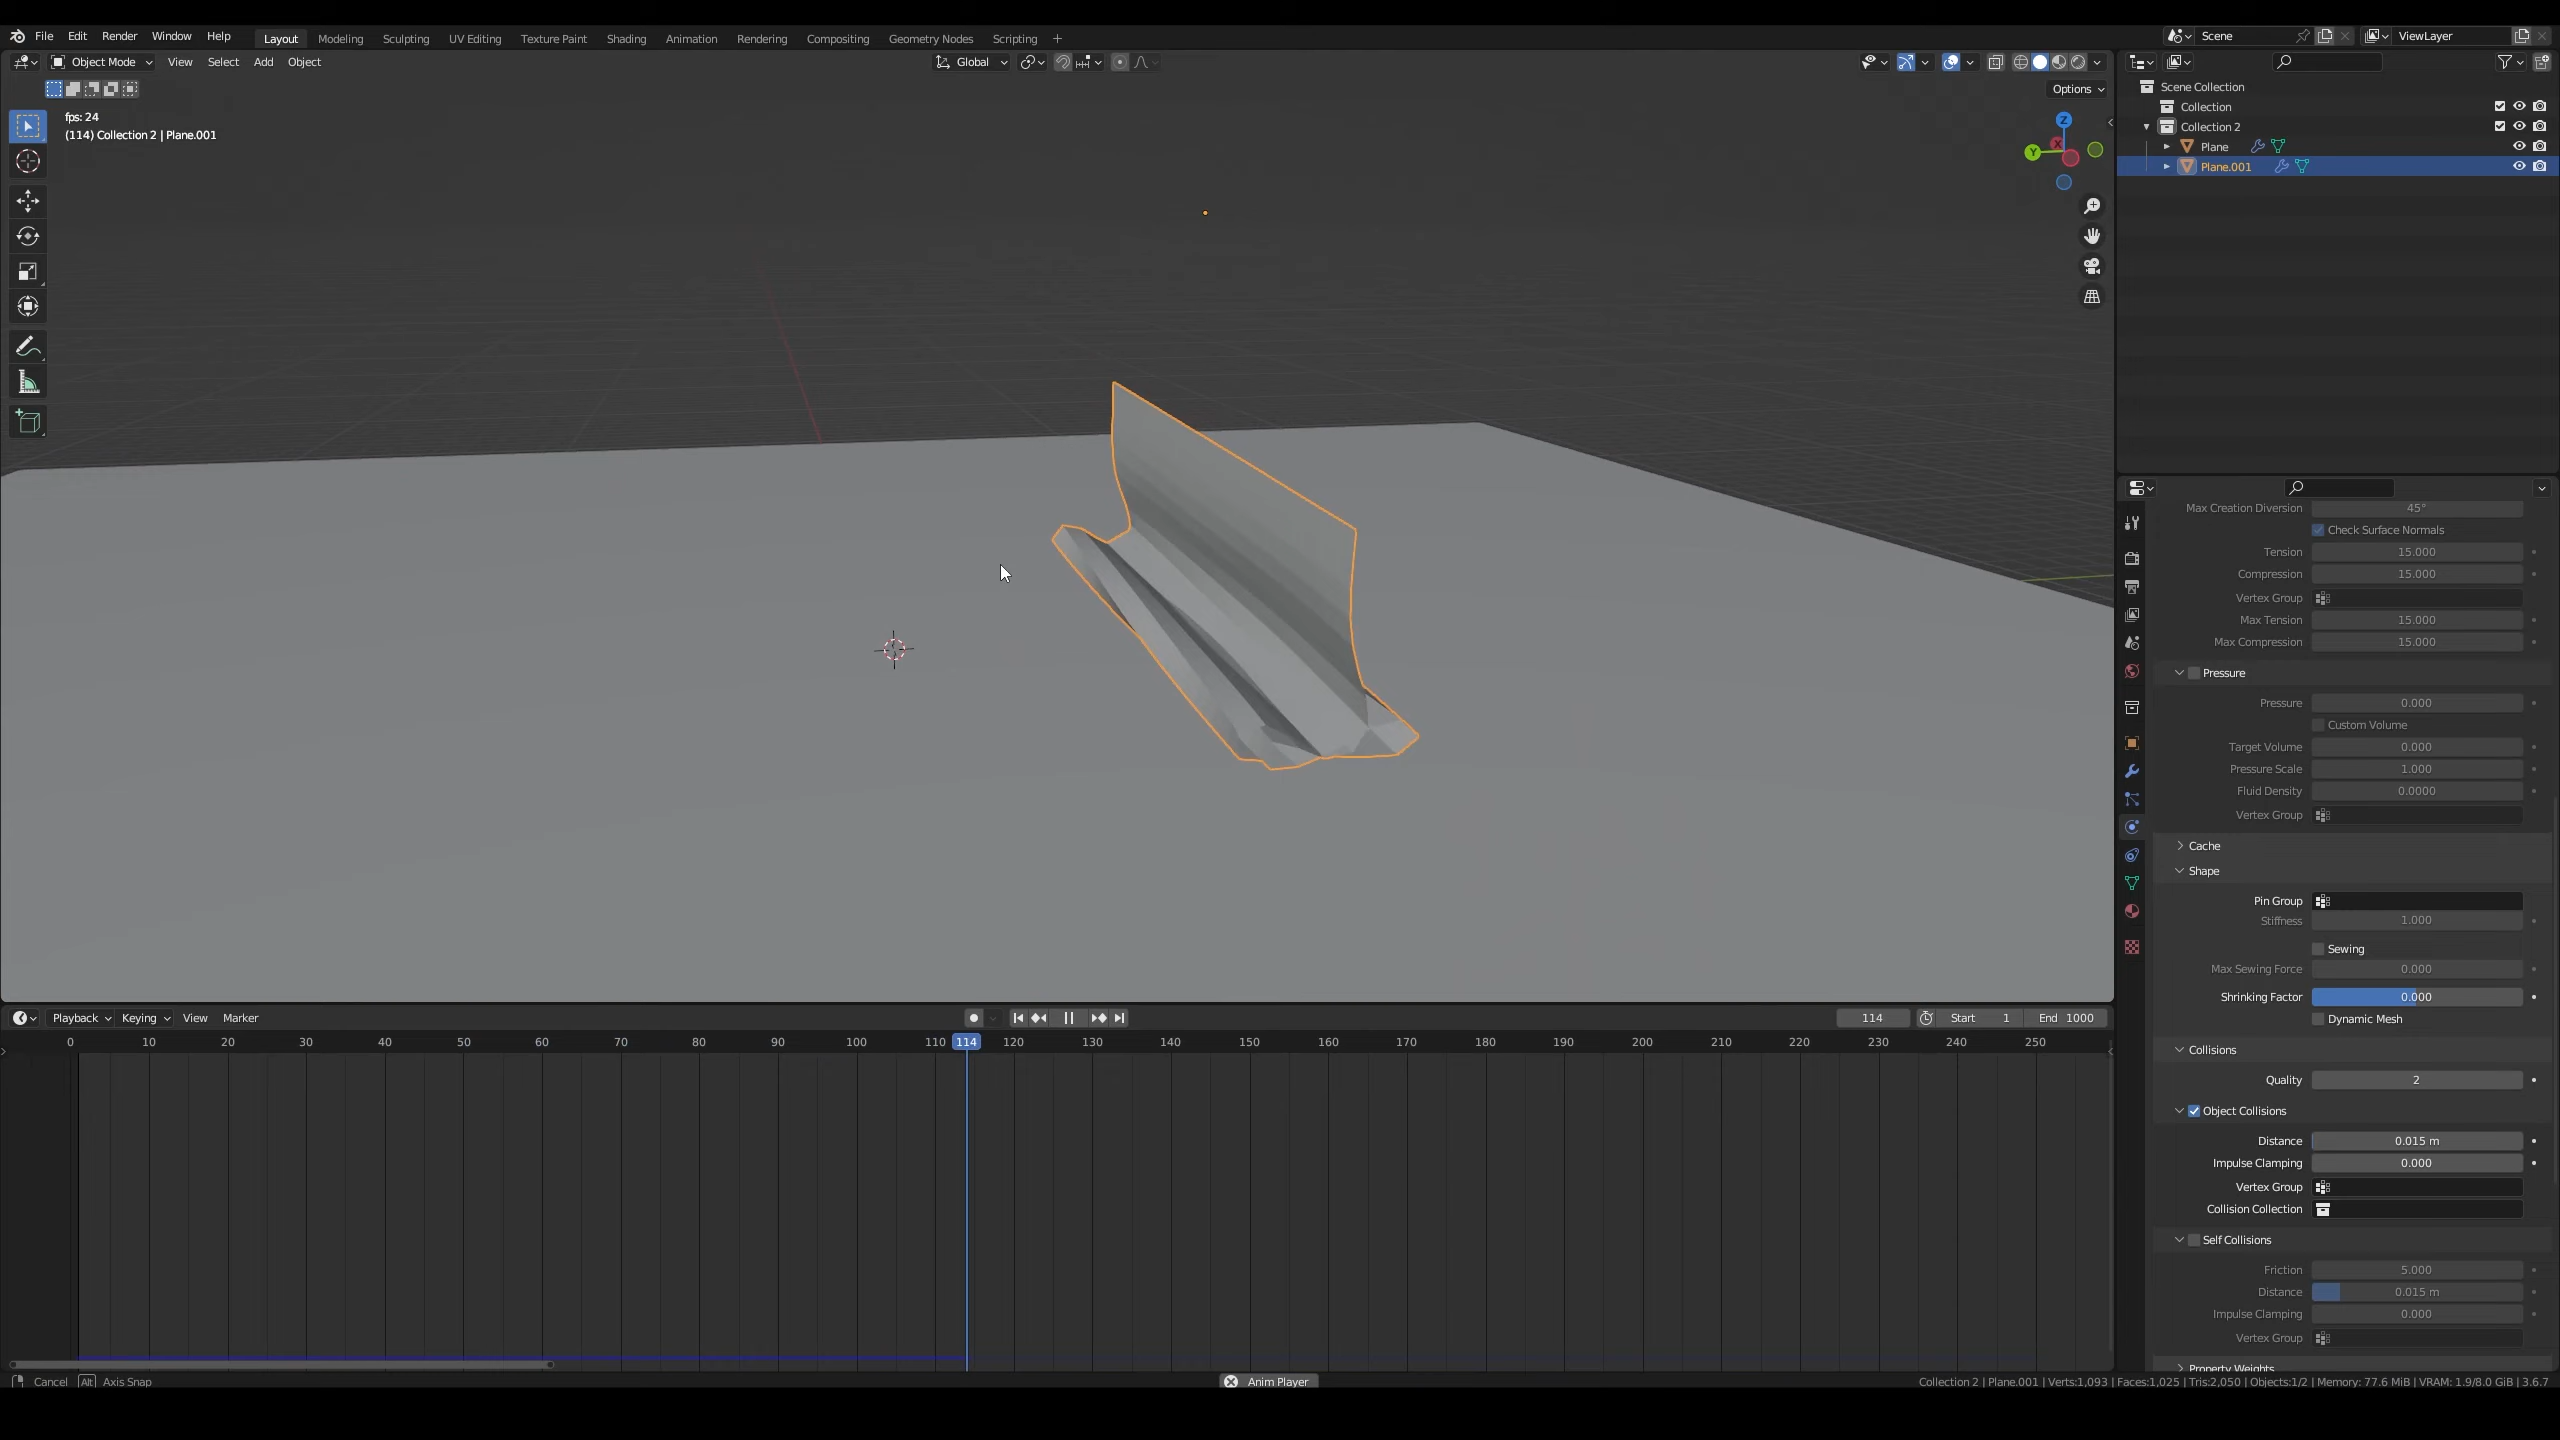 File Edit Render Window Help Layout Modeling Sculpting UV Editing Texture Paint Shading Animation Rendering Compositing Geometry Nodes Scripting + Scene ViewLayer
Object Mode View Select Add Object Global
Options
fps: 24
(114) Collection 2 | Plane.001
Z
X
Y
Scene Collection
Collection
Collection 2
Plane
Plane.001
Max Creation Diversion 45°
Check Surface Normals
Tension 15.000
Compression 15.000
Vertex Group
Max Tension 15.000
Max Compression 15.000
Pressure
Pressure 0.000
Custom Volume
Target Volume 0.000
Pressure Scale 1.000
Fluid Density 0.0000
Vertex Group
Cache
Shape
Pin Group
Stiffness 1.000
Sewing
Max Sewing Force 0.000
Shrinking Factor 0.000
Dynamic Mesh
Collisions
Quality 2
Object Collisions
Distance 0.015 m
Impulse Clamping 0.000
Vertex Group
Collision Collection
Self Collisions
Friction 5.000
Distance 0.015 m
Impulse Clamping 0.000
Vertex Group
Property Weights
Playback Keying View Marker 114 Start 1 End 1000
0 10 20 30 40 50 60 70 80 90 100 110 114 120 130 140 150 160 170 180 190 200 210 220 230 240 250
Cancel Alt Axis Snap Anim Player Collection 2 | Plane.001 | Verts:1,093 | Faces:1,025 | Tris:2,050 | Objects:1/2 | Memory: 77.6 MiB | VRAM: 1.9/8.0 GiB | 3.6.7